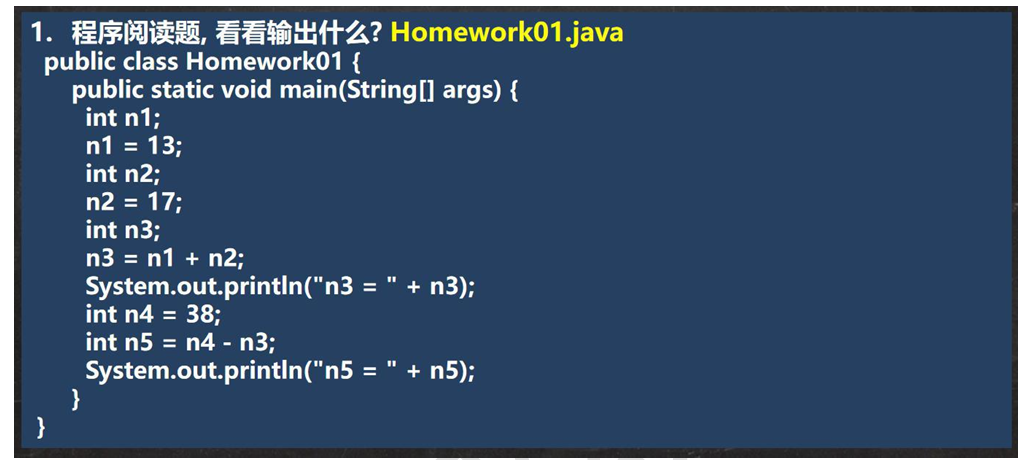 1. 程序阅读题, 看看输出什么? Homework01.java
public class Homework01 {
public static void main(String[] args) {
int n1;
n1 = 13;
int n2;
n2 = 17;
int n3;
n3 = n1 + n2;
System.out.println("n3 = " + n3);
int n4 = 38;
int n5 = n4 - n3;
System.out.println("n5 = " + n5);
}
}